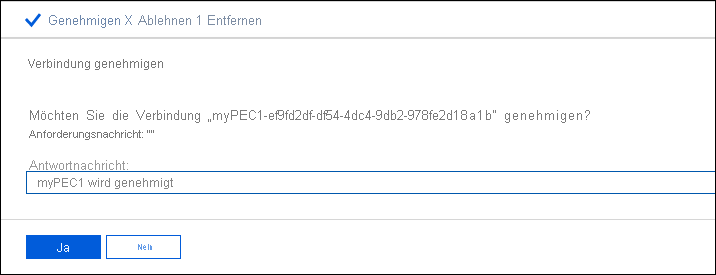 Genehmigen X Ablehnen 1 Entfernen
Verbindung genehmigen
Möchten Sie die Verbindung „myPEC1-ef9fd2df-df54-4dc4-9db2-978fe2d18a1b" genehmigen?
Anforderungsnachricht: ""
Antwortnachricht:
myPEC1 wird genehmigt
Ja Nein